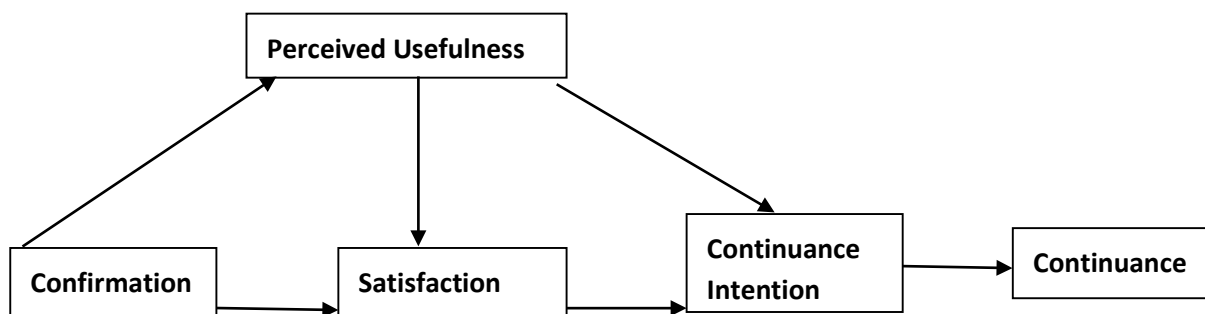 Perceived Usefulness
Confirmation
Satisfaction
Continuance
Intention
Continuance